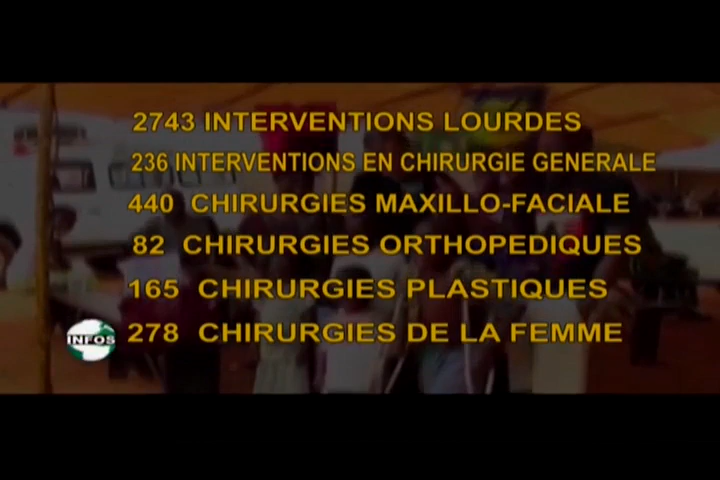 2743 INTERVENTIONS LOURDES
236 INTERVENTIONS EN CHIRURGIE GENERALE
440 CHIRURGIES MAXILLO-FACIALE
82 CHIRURGIES ORTHOPEDIQUES
165 CHIRURGIES PLASTIQUES
278 CHIRURGIES DE LA FEMME
INFOS